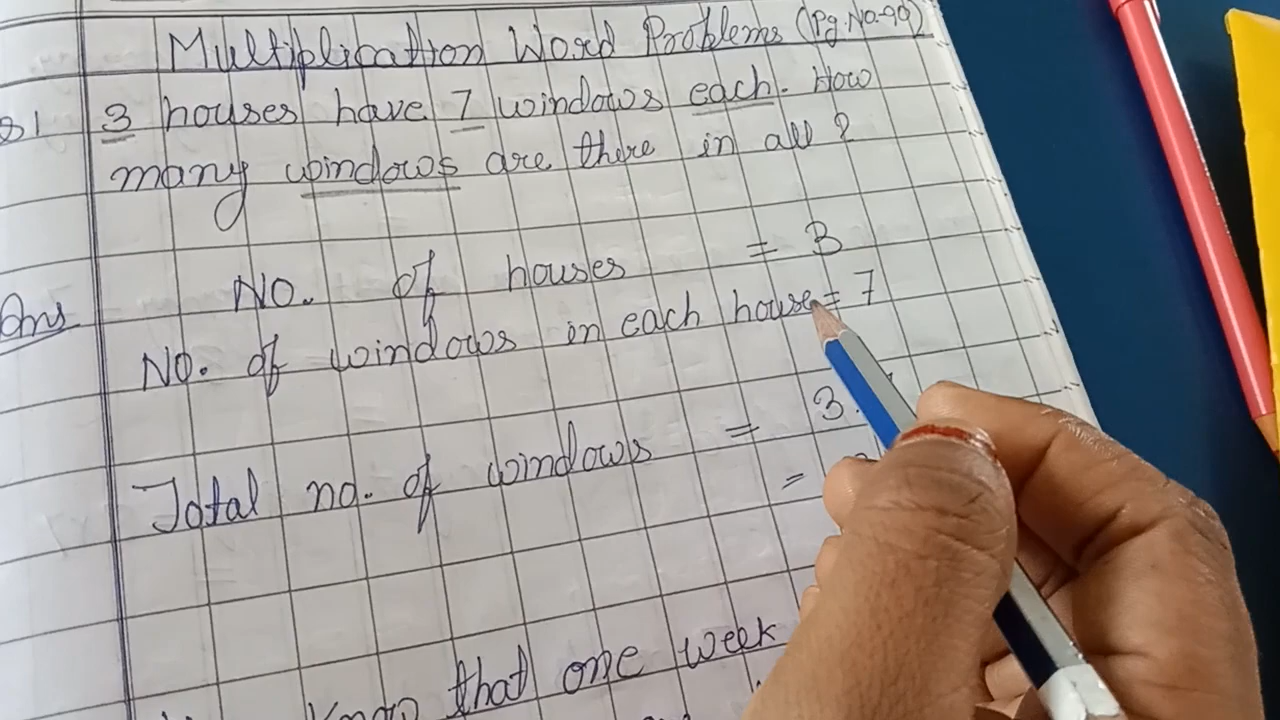 Multiplication Word Problems (Pg.No-90)
Q1 3 houses have 7 windows each. How
many windows are there in all ?
Ans No. of houses = 3
No. of windows in each house = 7
Total no. of windows = 3
=
know that one week